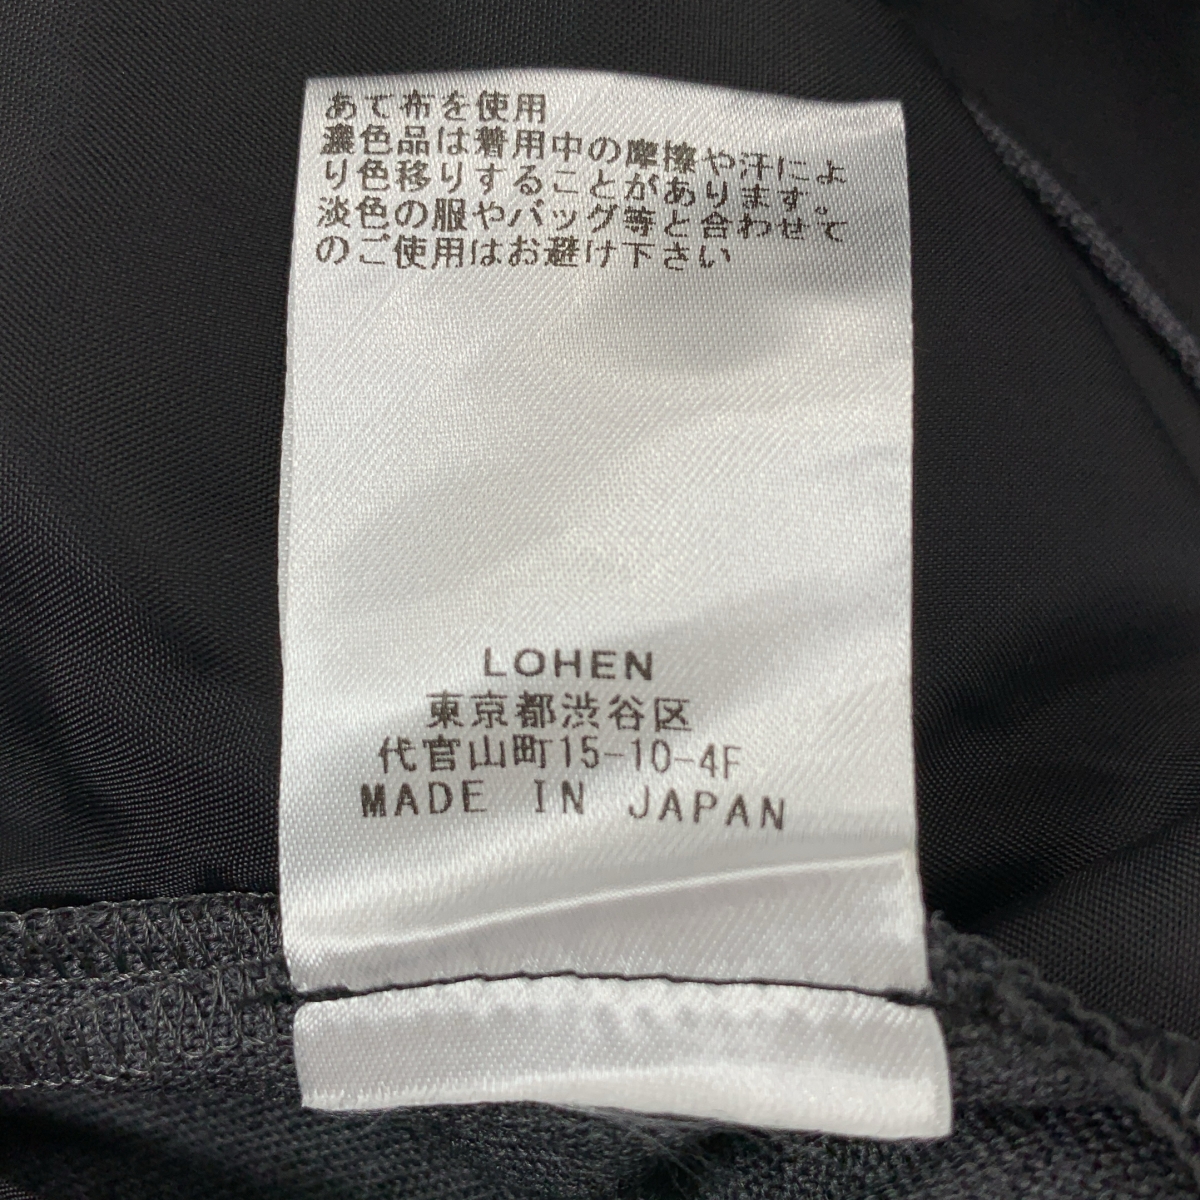 あて布を使用
濃色品は着用中の摩擦や汗によ
り色移りすることがあります。
淡色の服やバッグ等と合わせて
のご使用はお避け下さい
LOHEN
東京都渋谷区
代官山町15-10-4F
MADE IN JAPAN